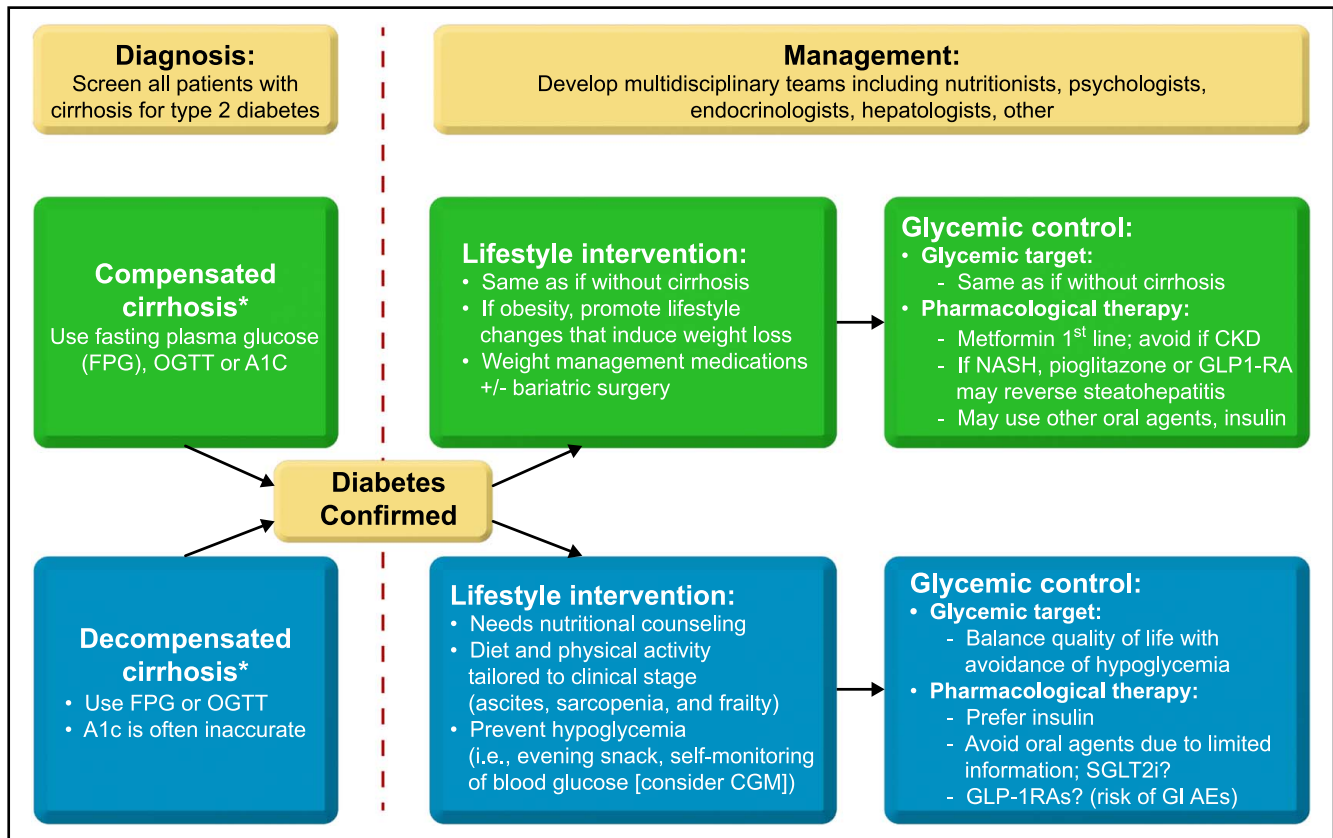 Diagnosis:
Screen all patients with
cirrhosis for type 2 diabetes
Management:
Develop multidisciplinary teams including nutritionists, psychologists,
endocrinologists, hepatologists, other
Compensated
cirrhosis*
Use fasting plasma glucose
(FPG), OGTT or A1C
Lifestyle intervention:
• Same as if without cirrhosis
• If obesity, promote lifestyle
changes that induce weight loss
• Weight management medications
+/- bariatric surgery
Glycemic control:
• Glycemic target:
- Same as if without cirrhosis
• Pharmacological therapy:
- Metformin 1st line; avoid if CKD
- If NASH, pioglitazone or GLP1-RA
may reverse steatohepatitis
- May use other oral agents, insulin
Diabetes
Confirmed
Decompensated
cirrhosis*
• Use FPG or OGTT
• A1c is often inaccurate
Lifestyle intervention:
• Needs nutritional counseling
• Diet and physical activity
tailored to clinical stage
(ascites, sarcopenia, and frailty)
• Prevent hypoglycemia
(i.e., evening snack, self-monitoring
of blood glucose [consider CGM])
Glycemic control:
• Glycemic target:
- Balance quality of life with
avoidance of hypoglycemia
• Pharmacological therapy:
- Prefer insulin
- Avoid oral agents due to limited
information; SGLT2i?
- GLP-1RAs? (risk of GI AEs)